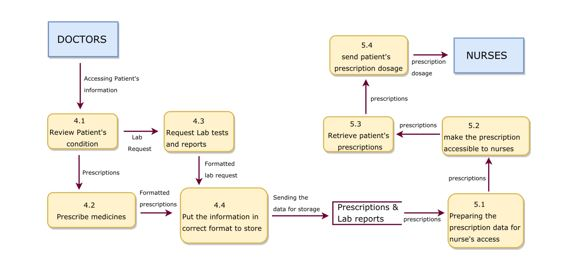 DOCTORS
Accessing Patient's
information
4.1
Review Patient's
condition
Lab
Request
4.3
Request Lab tests
and reports
Prescriptions
Formatted
lab request
4.2
Prescribe medicines
Formatted
prescriptions
4.4
Put the information in
correct format to store
Sending the
data for storage
Prescriptions &
Lab reports
prescriptions
5.1
Preparing the
prescription data for
nurse's access
prescriptions
5.2
make the prescription
accessible to nurses
prescriptions
5.3
Retrieve patient's
prescriptions
prescriptions
5.4
send patient's
prescription dosage
prescription
dosage
NURSES